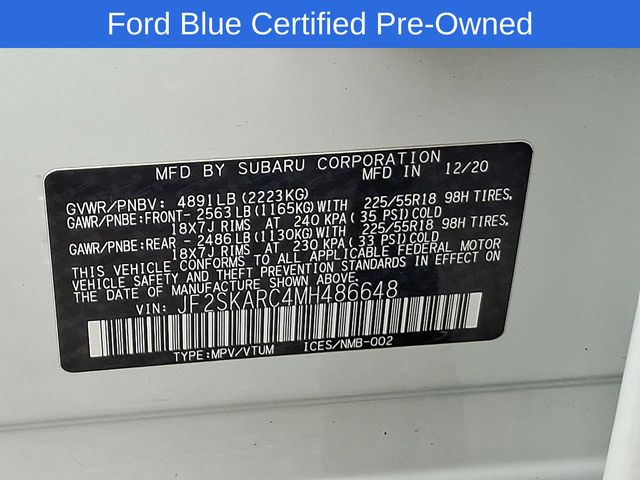 Ford Blue Certified Pre-Owned
MFD BY SUBARU CORPORATION MFD IN 12/20
GVWR/PNBV: 4891LB (2223KG)
GAWR/PNBE:FRONT- 2563LB(1165KG)WITH 225/55R18 98H TIRES.
18X7J RIMS AT 240 KPA(35 PSI)COLD
GAWR/PNBE:REAR - 2486LB(1130KG)WITH 225/55R18 98H TIRES.
18X7J RIMS AT 230 KPA(33 PSI)COLD
THIS VEHICLE CONFORMS TO ALL APPLICABLE FEDERAL MOTOR
VEHICLE SAFETY AND THEFT PREVENTION STANDARDS IN EFFECT
ON THE DATE OF MANUFACTURE SHOWN ABOVE.
VIN: JF2SKARC4MH486648
TYPE:MPV/VTUM ICES/NMB-002